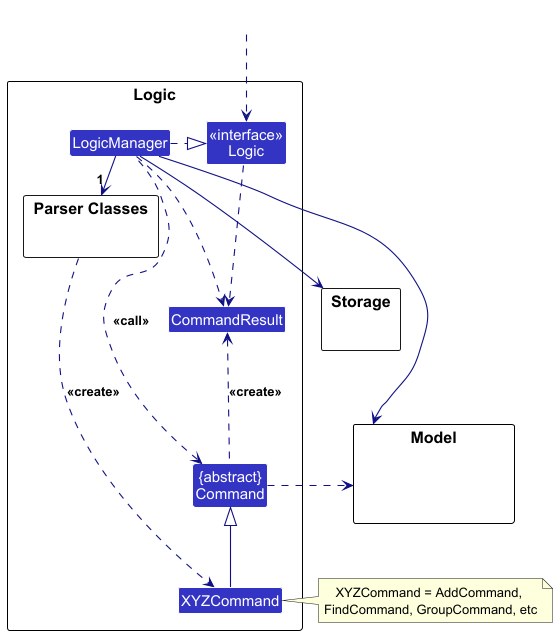 Logic
LogicManager
«interface»
Logic
1
Parser Classes
CommandResult
Storage
«call»
«create»
«create»
Model
{abstract}
Command
XYZCommand
XYZCommand = AddCommand,
FindCommand, GroupCommand, etc